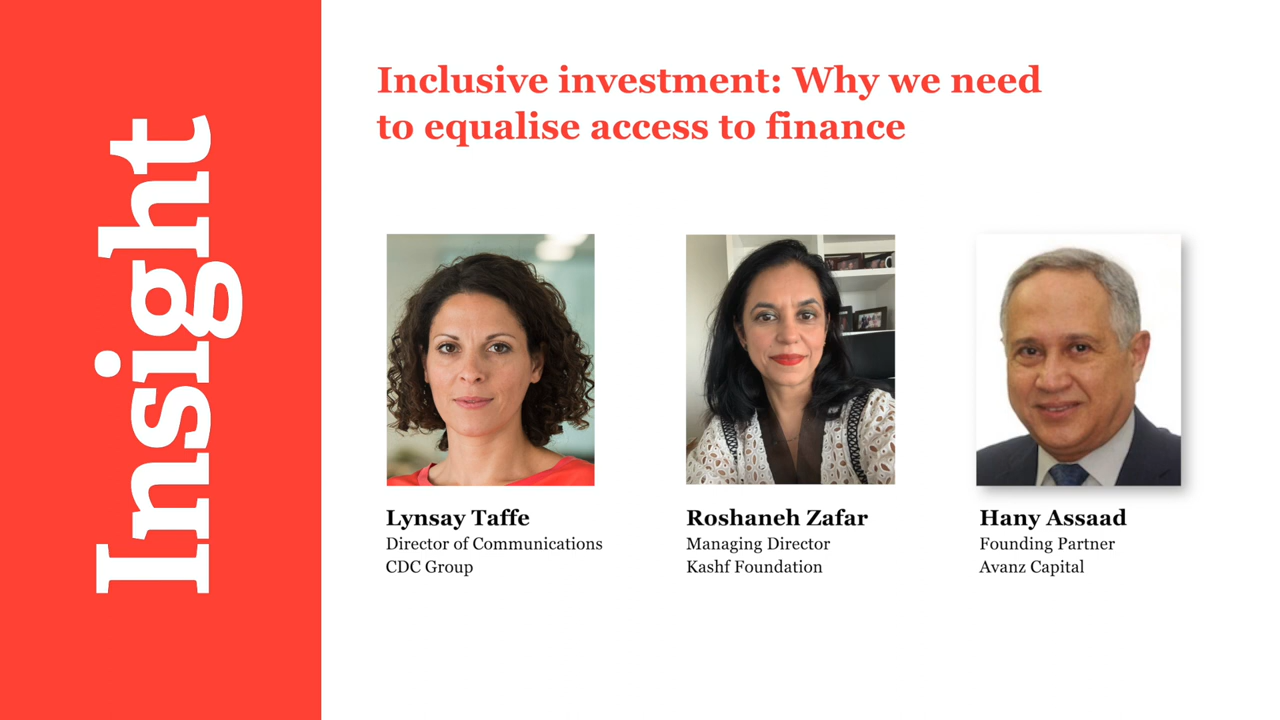 Insight
Inclusive investment: Why we need
to equalise access to finance
Lynsay Taffe
Director of Communications
CDC Group
Roshaneh Zafar
Managing Director
Kashf Foundation
Hany Assaad
Founding Partner
Avanz Capital